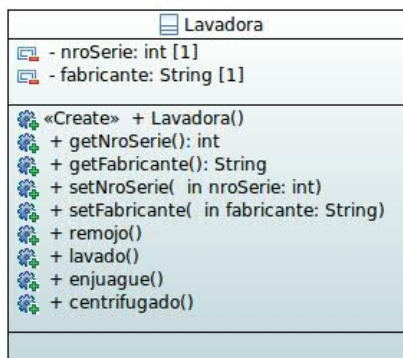 Lavadora
- nroSerie: int [1]
- fabricante: String [1]
«Create» + Lavadora()
+ getNroSerie(): int
+ getFabricante(): String
+ setNroSerie( in nroSerie: int)
+ setFabricante( in fabricante: String)
+ remojo()
+ lavado()
+ enjuague()
+ centrifugado()